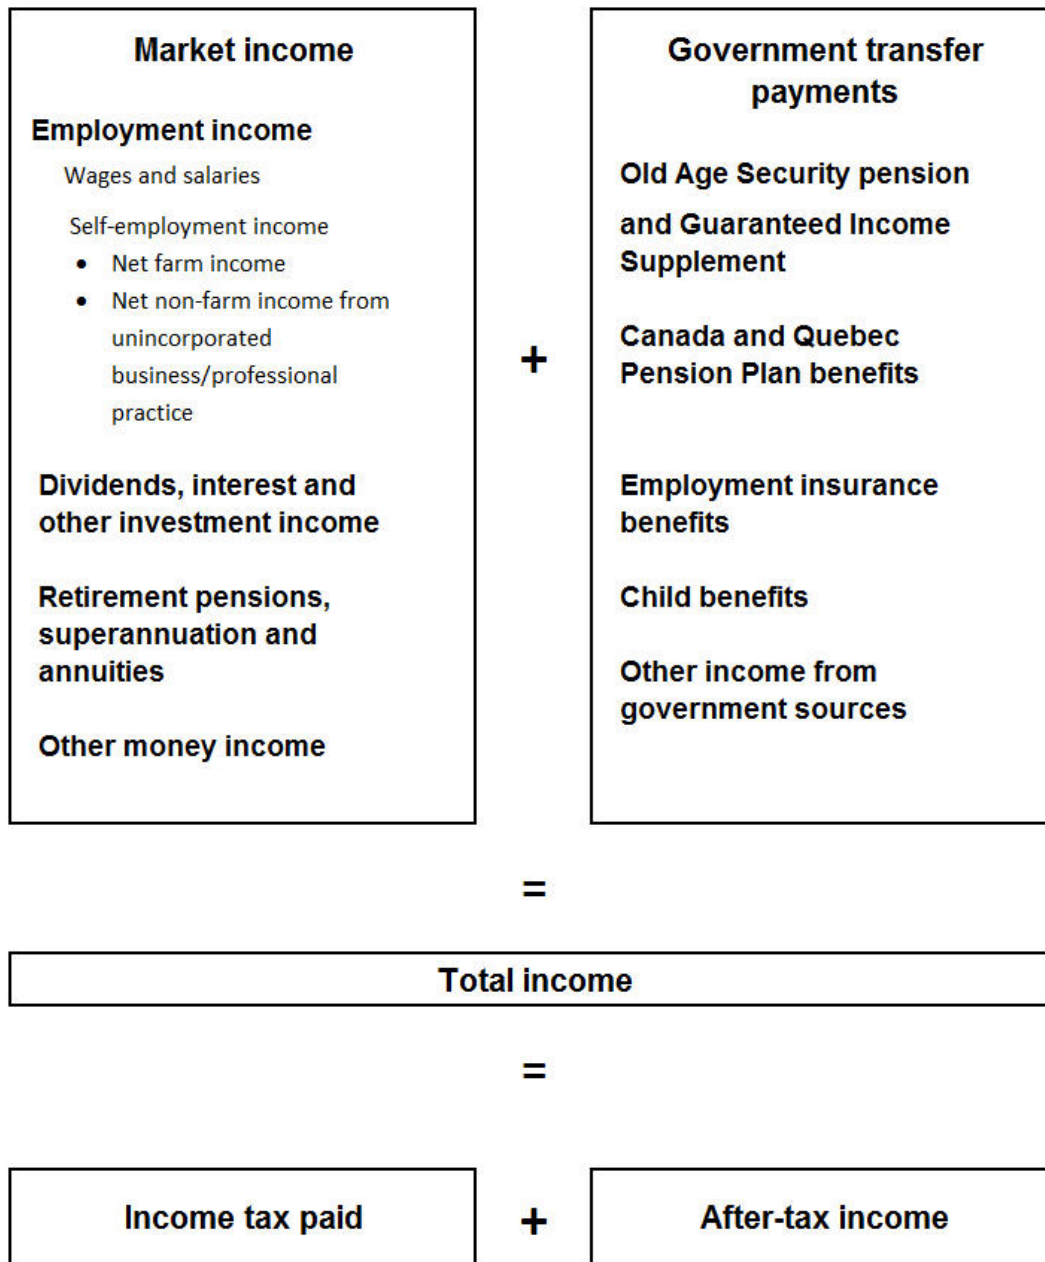 Market income
Employment income
Wages and salaries
Self-employment income
• Net farm income
• Net non-farm income from
unincorporated
business/professional
practice
Dividends, interest and
other investment income
Retirement pensions,
superannuation and
annuities
Other money income
+
Government transfer
payments
Old Age Security pension
and Guaranteed Income
Supplement
Canada and Quebec
Pension Plan benefits
Employment insurance
benefits
Child benefits
Other income from
government sources
=
Total income
=
Income tax paid
+
After-tax income